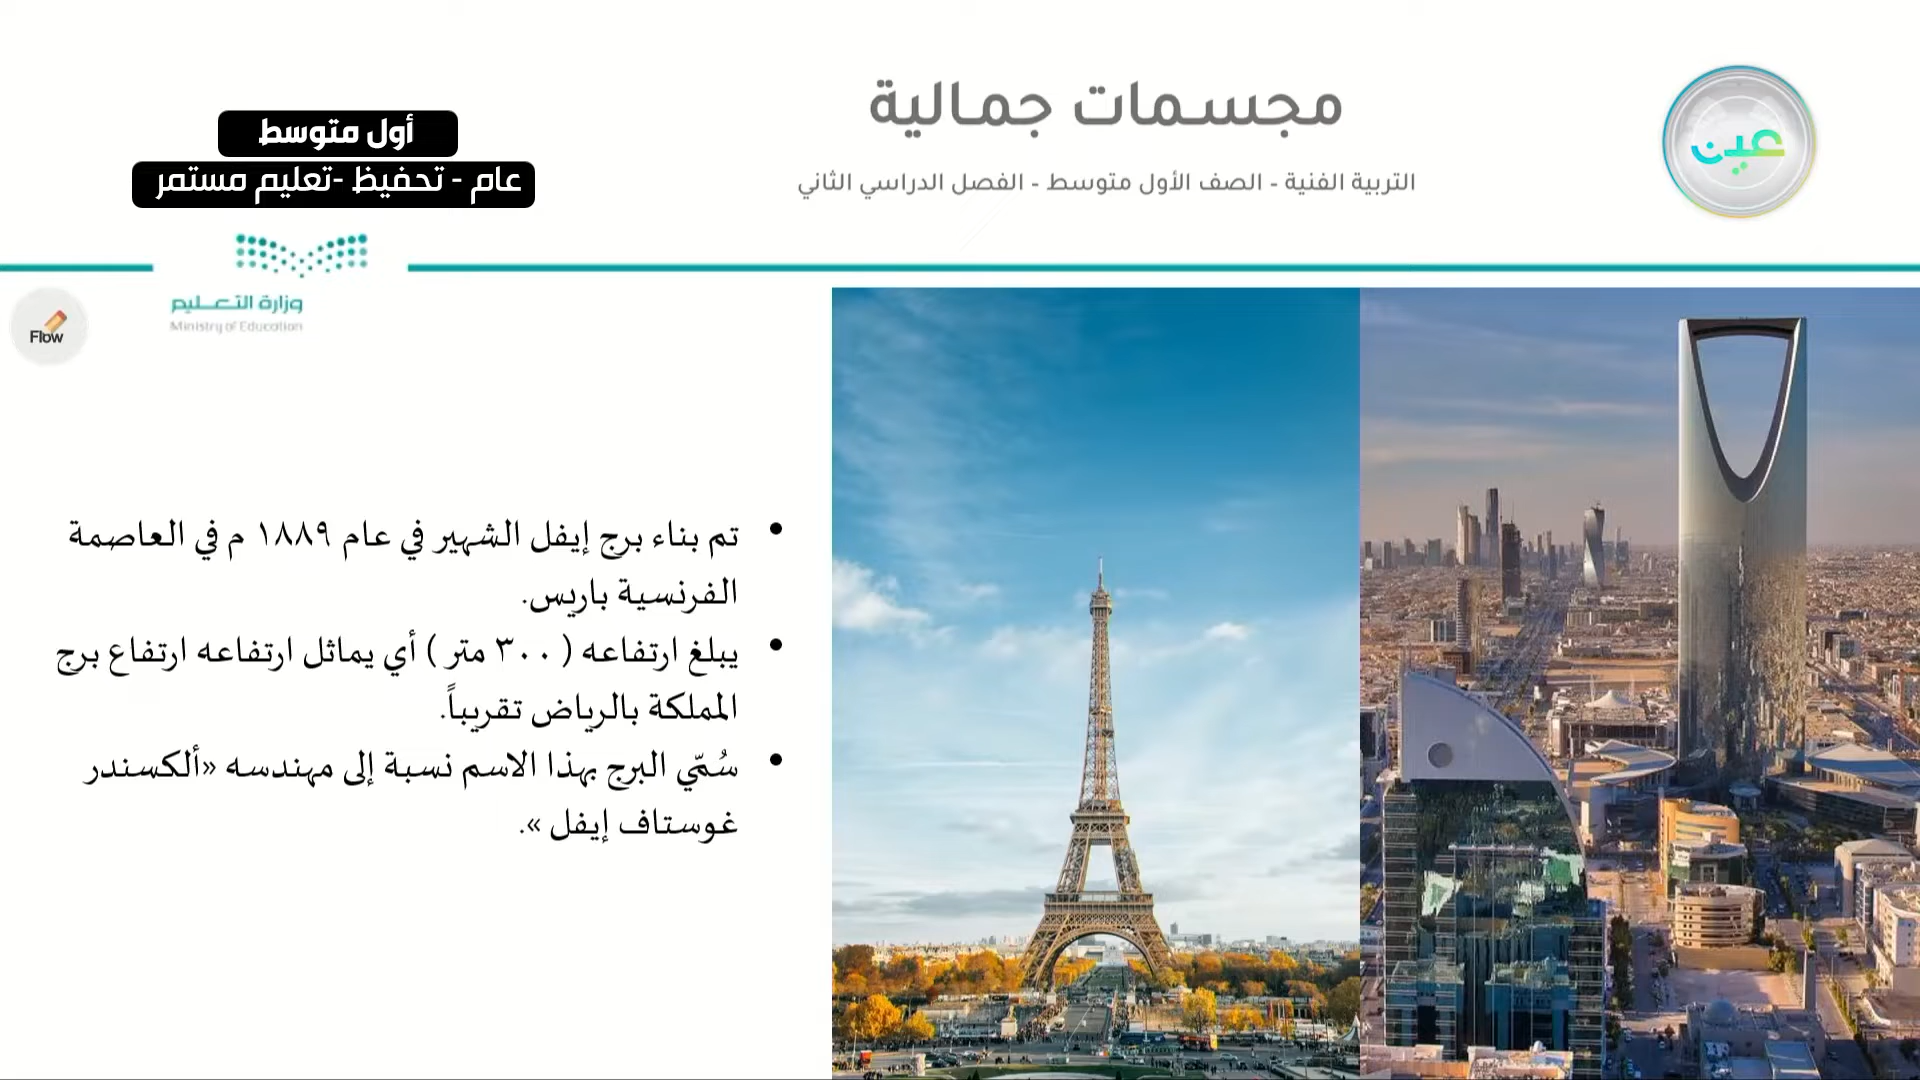 مجسمات جمالية
التربية الفنية - الصف الأول متوسط - الفصل الدراسي الثاني
عين
أول متوسط
عام - تحفيظ -تعليم مستمر
وزارة التعليم
Ministry of Education
Flow
• تم بناء برج إيفل الشهير في عام ١٨٨٩ م في العاصمة
الفرنسية باريس.
• يبلغ ارتفاعه ( ٣٠٠ متر ) أي يماثل ارتفاعه ارتفاع برج
المملكة بالرياض تقريباً.
• سُمّي البرج بهذا الاسم نسبة إلى مهندسه «ألكسندر
غوستاف إيفل ».